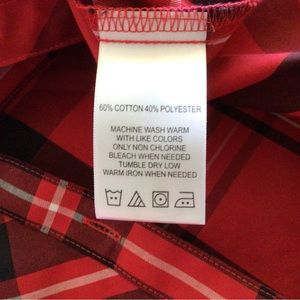 60% COTTON 40% POLYESTER
MACHINE WASH WARM
WITH LIKE COLORS
ONLY NON CHLORINE
BLEACH WHEN NEEDED
TUMBLE DRY LOW
WARM IRON WHEN NEEDED